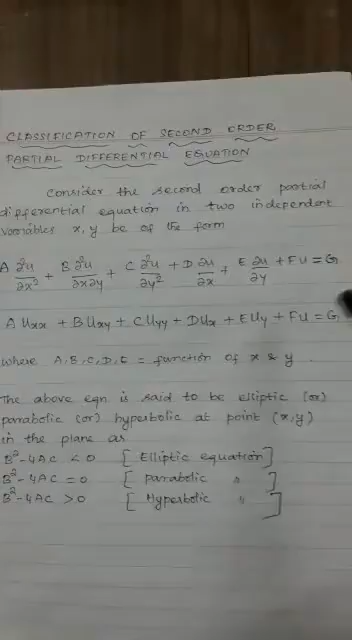 CLASSIFICATION OF SECOND ORDER
PARTIAL DIFFERENTIAL EQUATION
Consider the second order partial
differential equation in two independent
variables x, y be of the form
A ∂²u/∂x² + B ∂²u/∂x∂y + C ∂²u/∂y² + D ∂u/∂x + E ∂u/∂y + Fu = G
A Uxx + B Uxy + C Uyy + D Ux + E Uy + Fu = G
where A, B, C, D, E = function of x & y.
The above eqn is said to be elliptic (or)
parabolic (or) hyperbolic at point (x, y)
in the plane as
B² - 4AC < 0 [ Elliptic equation ]
B² - 4AC = 0 [ parabolic " ]
B² - 4AC > 0 [ Hyperbolic " ]